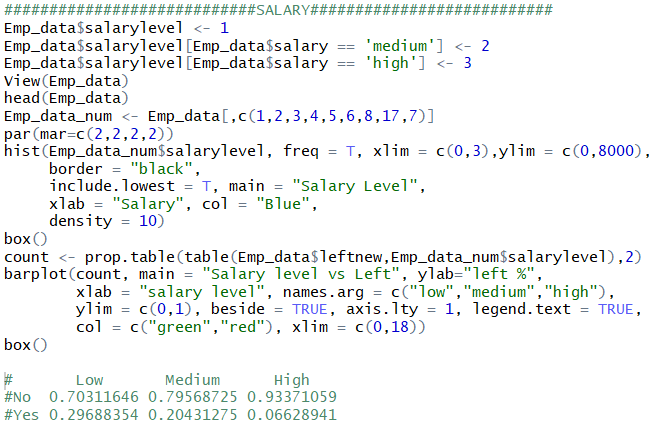 ############################SALARY###########################
Emp_data$salarylevel <- 1
Emp_data$salarylevel[Emp_data$salary == 'medium'] <- 2
Emp_data$salarylevel[Emp_data$salary == 'high'] <- 3
View(Emp_data)
head(Emp_data)
Emp_data_num <- Emp_data[,c(1,2,3,4,5,6,8,17,7)]
par(mar=c(2,2,2,2))
hist(Emp_data_num$salarylevel, freq = T, xlim = c(0,3),ylim = c(0,8000),
     border = "black",
     include.lowest = T, main = "Salary Level",
     xlab = "Salary", col = "Blue",
     density = 10)
box()
count <- prop.table(table(Emp_data$leftnew,Emp_data_num$salarylevel),2)
barplot(count, main = "Salary level vs Left", ylab="left %",
        xlab = "salary level", names.arg = c("low","medium","high"),
        ylim = c(0,1), beside = TRUE, axis.lty = 1, legend.text = TRUE,
        col = c("green","red"), xlim = c(0,18))
box()
#       Low       Medium      High
#No  0.70311646 0.79568725 0.93371059
#Yes 0.29688354 0.20431275 0.06628941